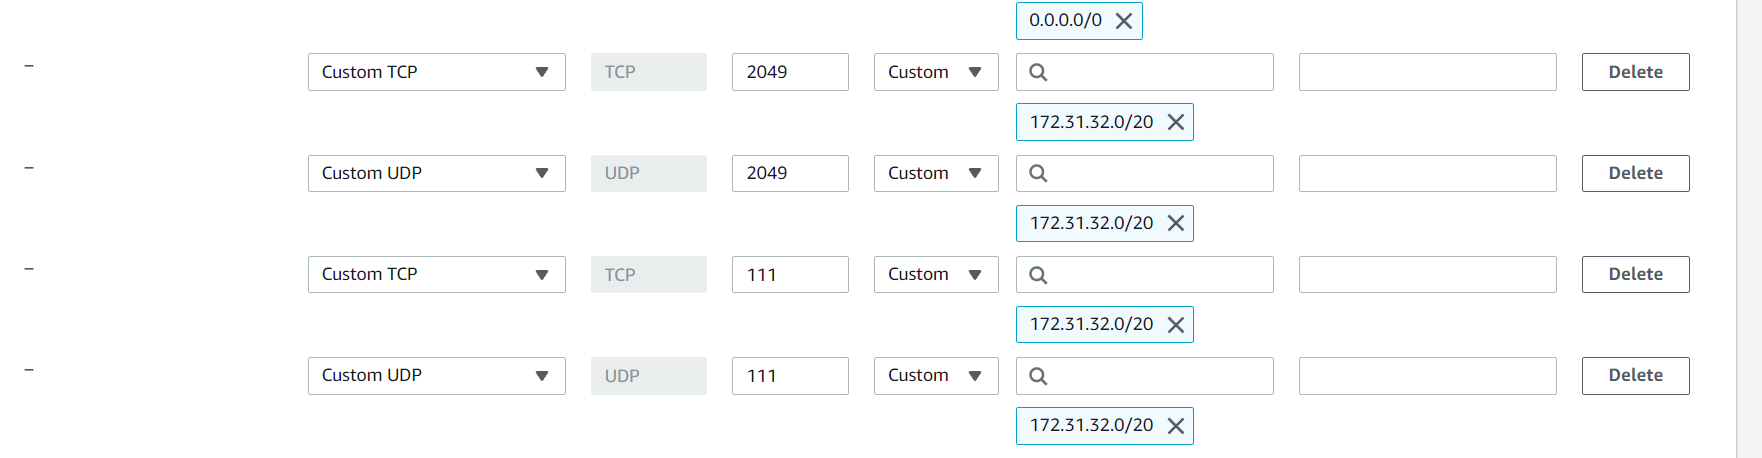 0.0.0.0/0
– Custom TCP TCP 2049 Custom Delete
172.31.32.0/20
– Custom UDP UDP 2049 Custom Delete
172.31.32.0/20
– Custom TCP TCP 111 Custom Delete
172.31.32.0/20
– Custom UDP UDP 111 Custom Delete
172.31.32.0/20